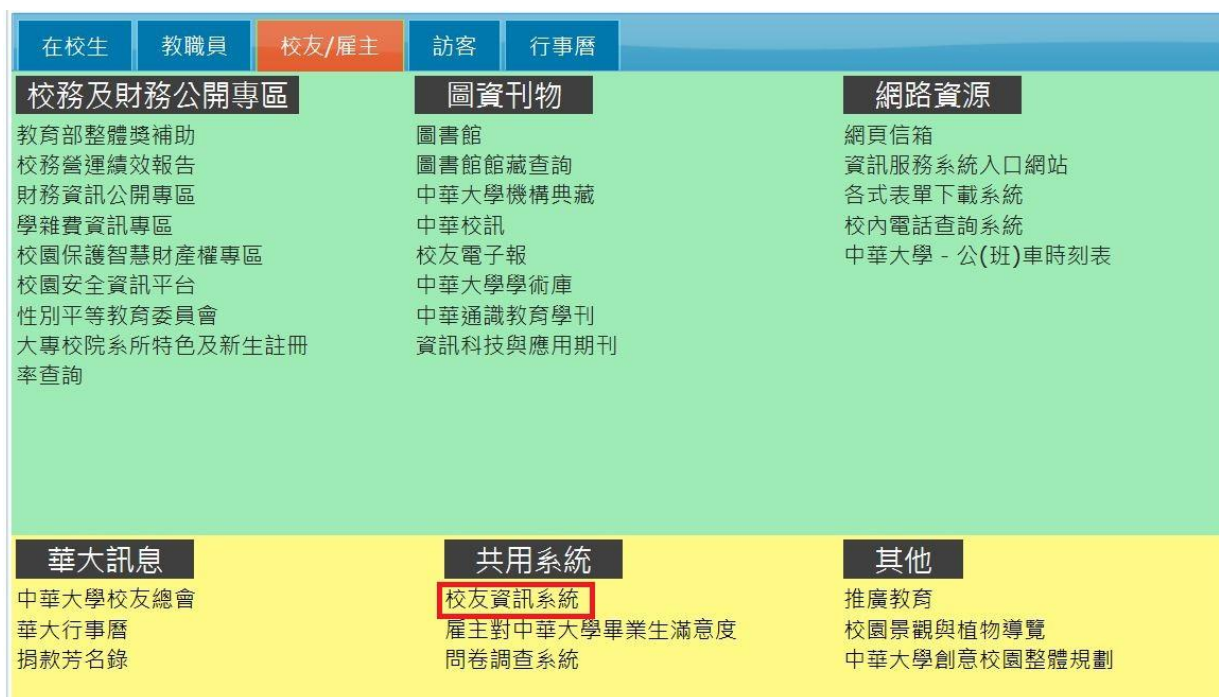 在校生 教職員 校友/雇主 訪客 行事曆
校務及財務公開專區
教育部整體獎補助
校務營運績效報告
財務資訊公開專區
學雜費資訊專區
校園保護智慧財產權專區
校園安全資訊平台
性別平等教育委員會
大專校院系所特色及新生註冊
率查詢
圖資刊物
圖書館
圖書館館藏查詢
中華大學機構典藏
中華校訊
校友電子報
中華大學學術庫
中華通識教育學刊
資訊科技與應用期刊
網路資源
網頁信箱
資訊服務系統入口網站
各式表單下載系統
校內電話查詢系統
中華大學 - 公(班)車時刻表
華大訊息
中華大學校友總會
華大行事曆
捐款芳名錄
共用系統
校友資訊系統
雇主對中華大學畢業生滿意度
問卷調查系統
其他
推廣教育
校園景觀與植物導覽
中華大學創意校園整體規劃